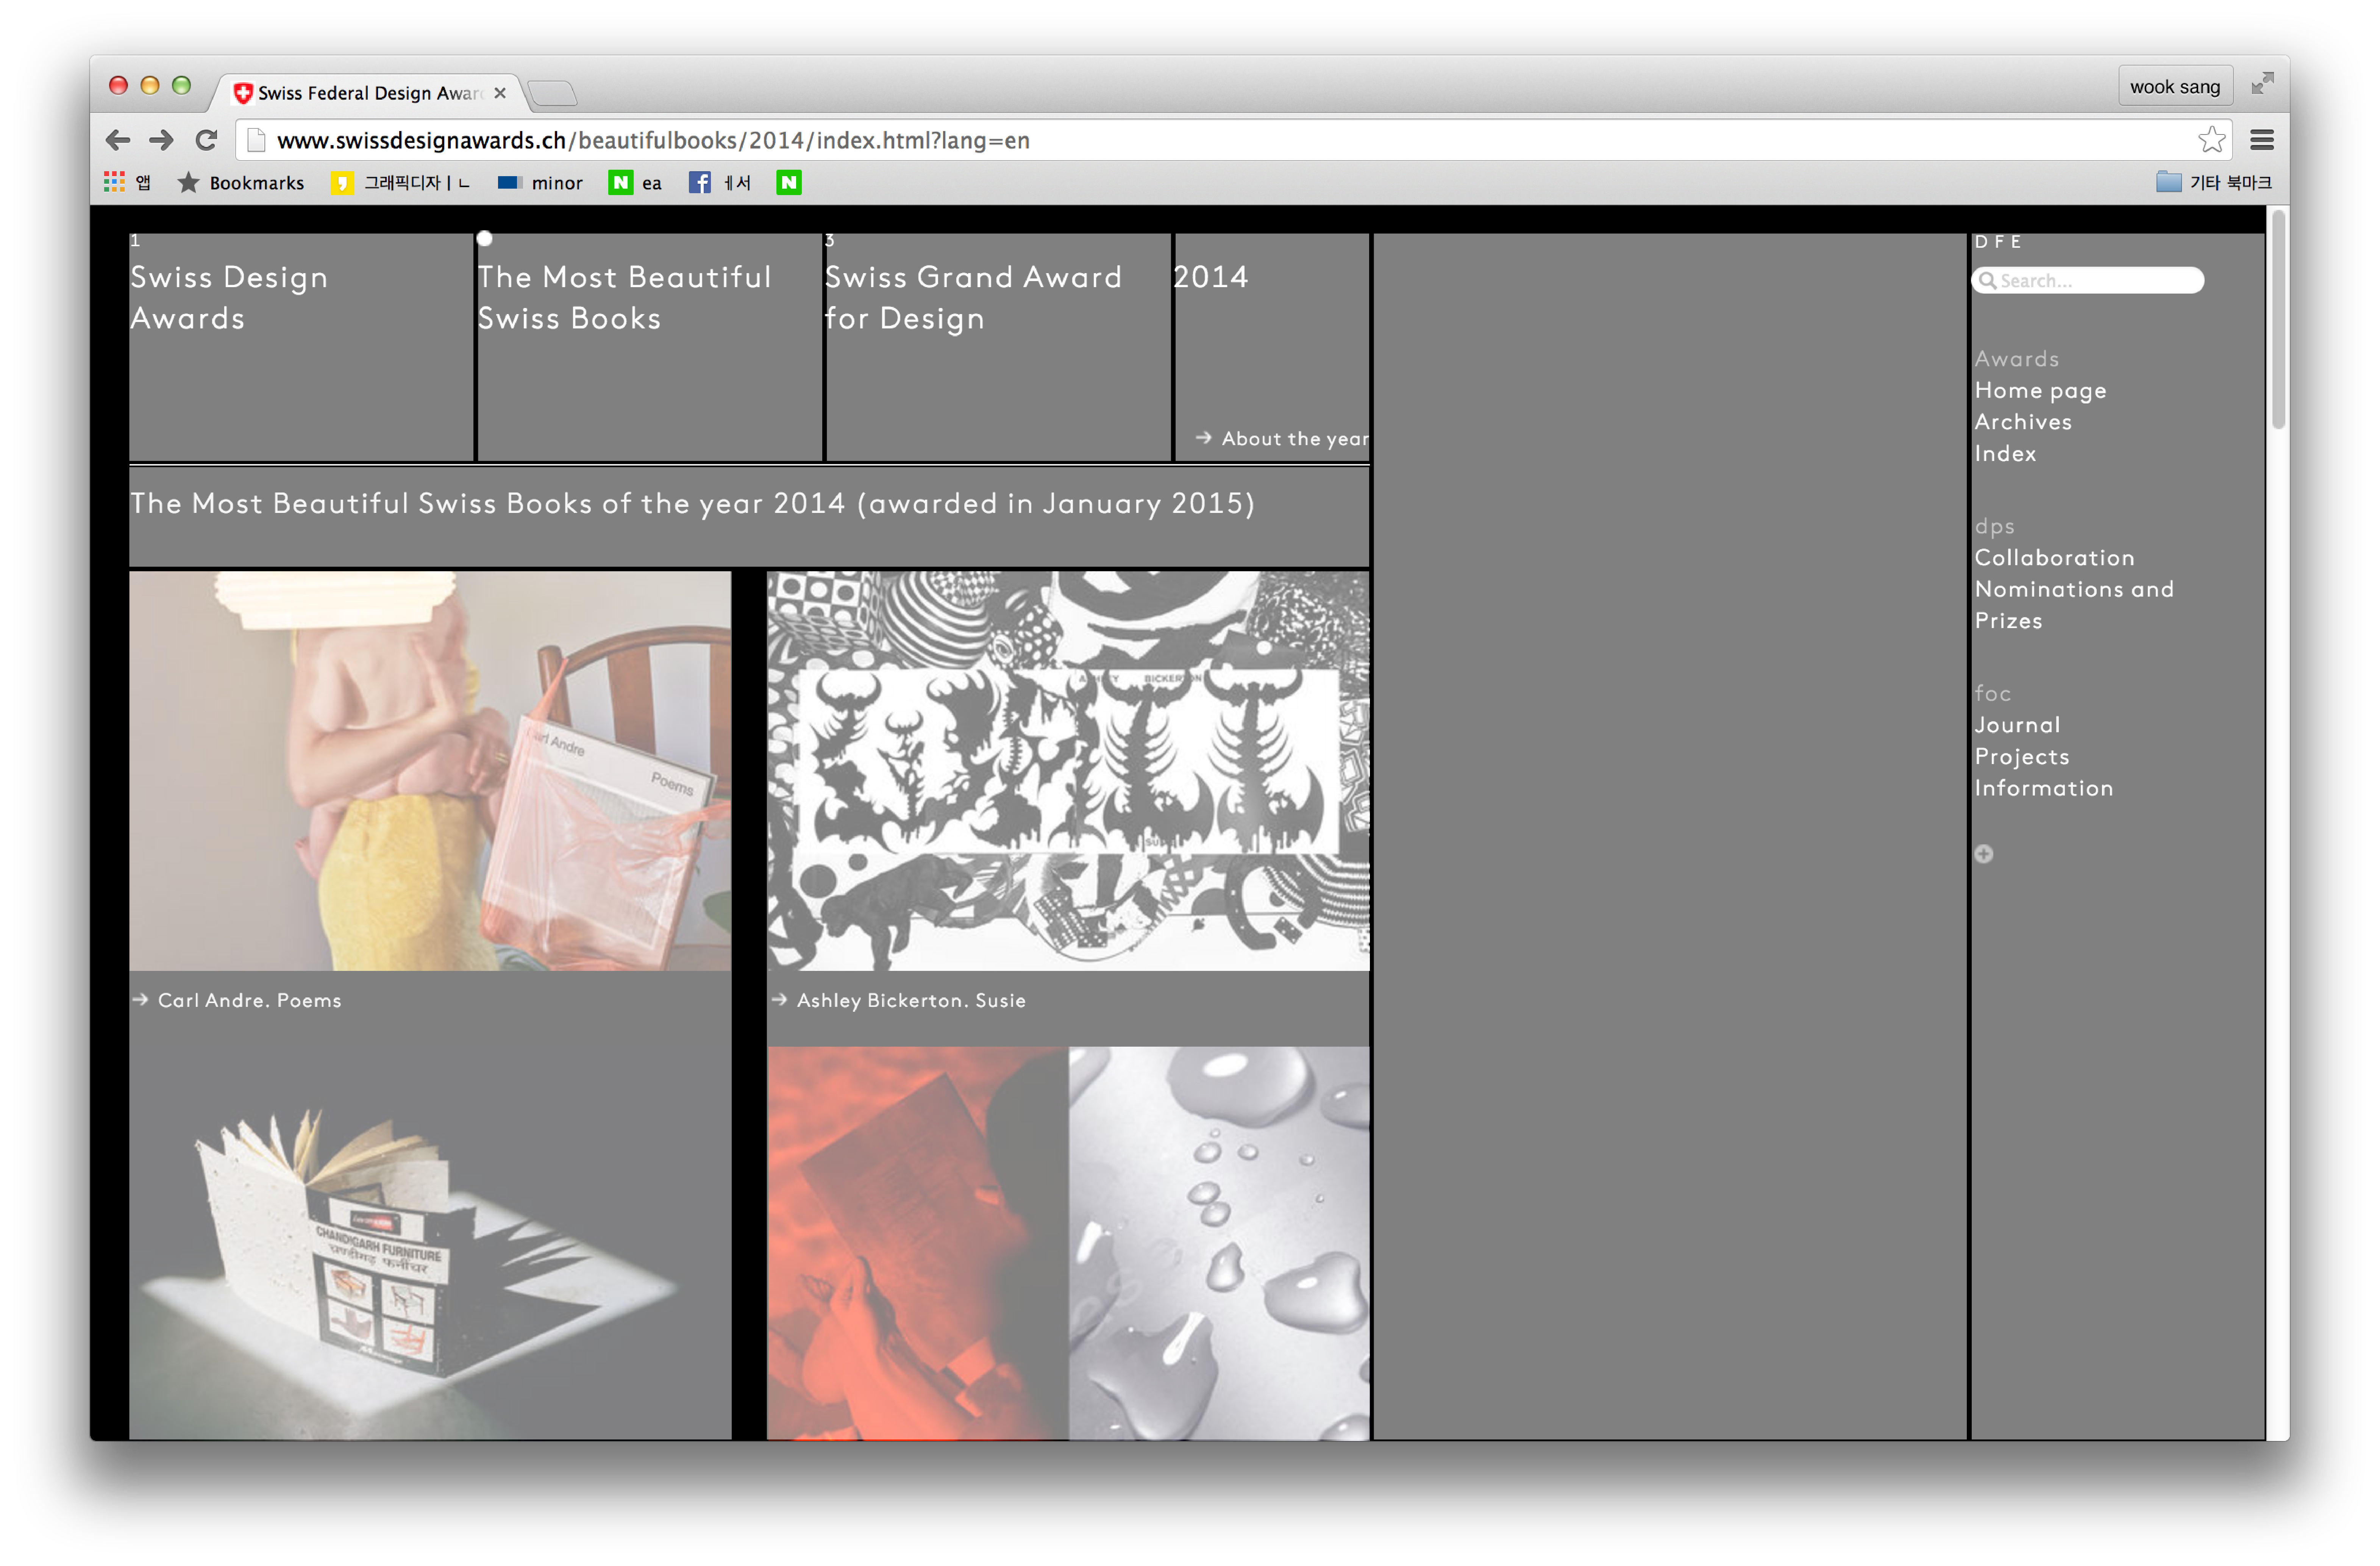 Swiss Federal Design Awar
wook sang
www.swissdesignawards.ch/beautifulbooks/2014/index.html?lang=en
앱
Bookmarks
그래픽디자ㅣㄴ
minor
ea
ㅔ서
기타 북마크
1
Swiss Design
Awards
The Most Beautiful
Swiss Books
3
Swiss Grand Award
for Design
2014
→ About the year
D F E
Search...
Awards
Home page
Archives
Index
dps
Collaboration
Nominations and
Prizes
foc
Journal
Projects
Information
The Most Beautiful Swiss Books of the year 2014 (awarded in January 2015)
Carl Andre
Poems
BICKERTON
→ Carl Andre. Poems
→ Ashley Bickerton. Susie
CHANDIGARH FURNITURE
चण्डीगढ़ फर्नीचर